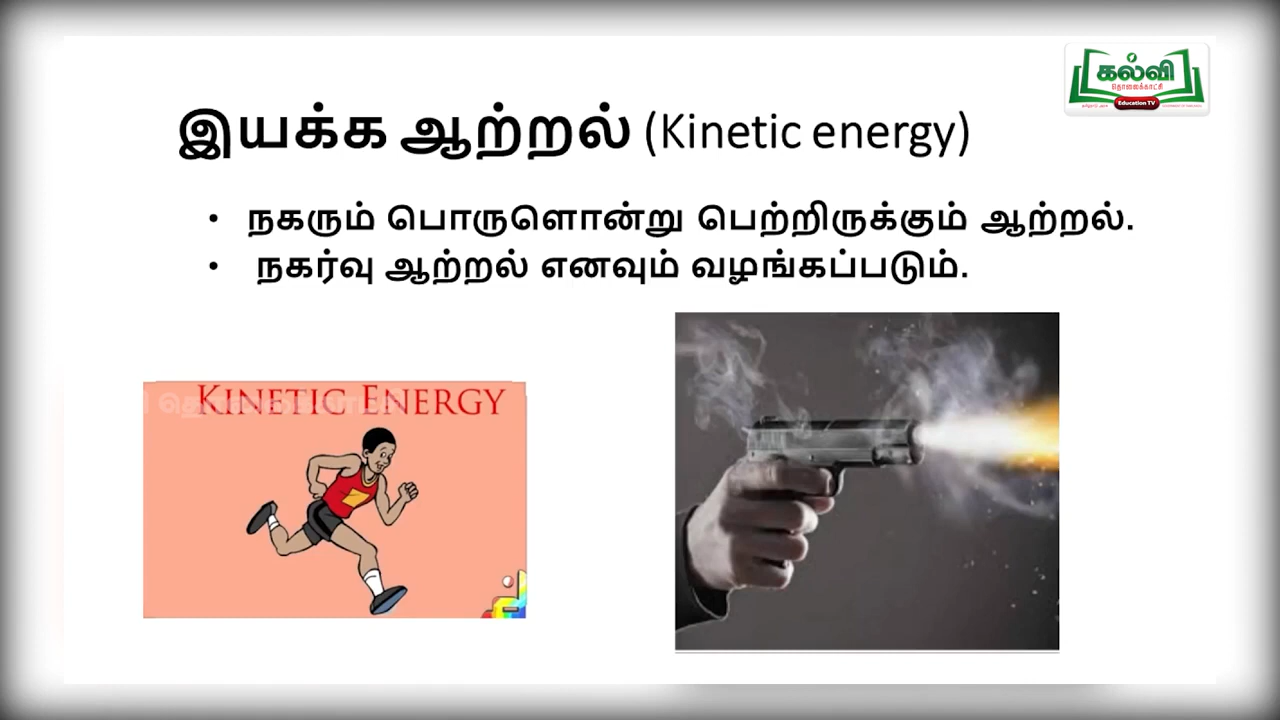 கல்வி
தொலைக்காட்சி
Education TV
இயக்க ஆற்றல் (Kinetic energy)
• நகரும் பொருளொன்று பெற்றிருக்கும் ஆற்றல்.
• நகர்வு ஆற்றல் எனவும் வழங்கப்படும்.
KINETIC ENERGY
தொலைக்காட்சி